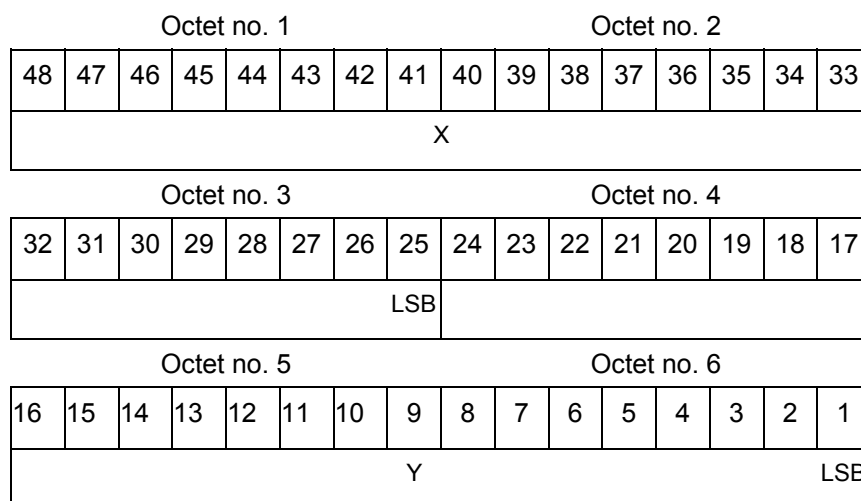 Octet no. 1 Octet no. 2
48 47 46 45 44 43 42 41 40 39 38 37 36 35 34 33
X
Octet no. 3 Octet no. 4
32 31 30 29 28 27 26 25 24 23 22 21 20 19 18 17
LSB
Octet no. 5 Octet no. 6
16 15 14 13 12 11 10 9 8 7 6 5 4 3 2 1
Y LSB